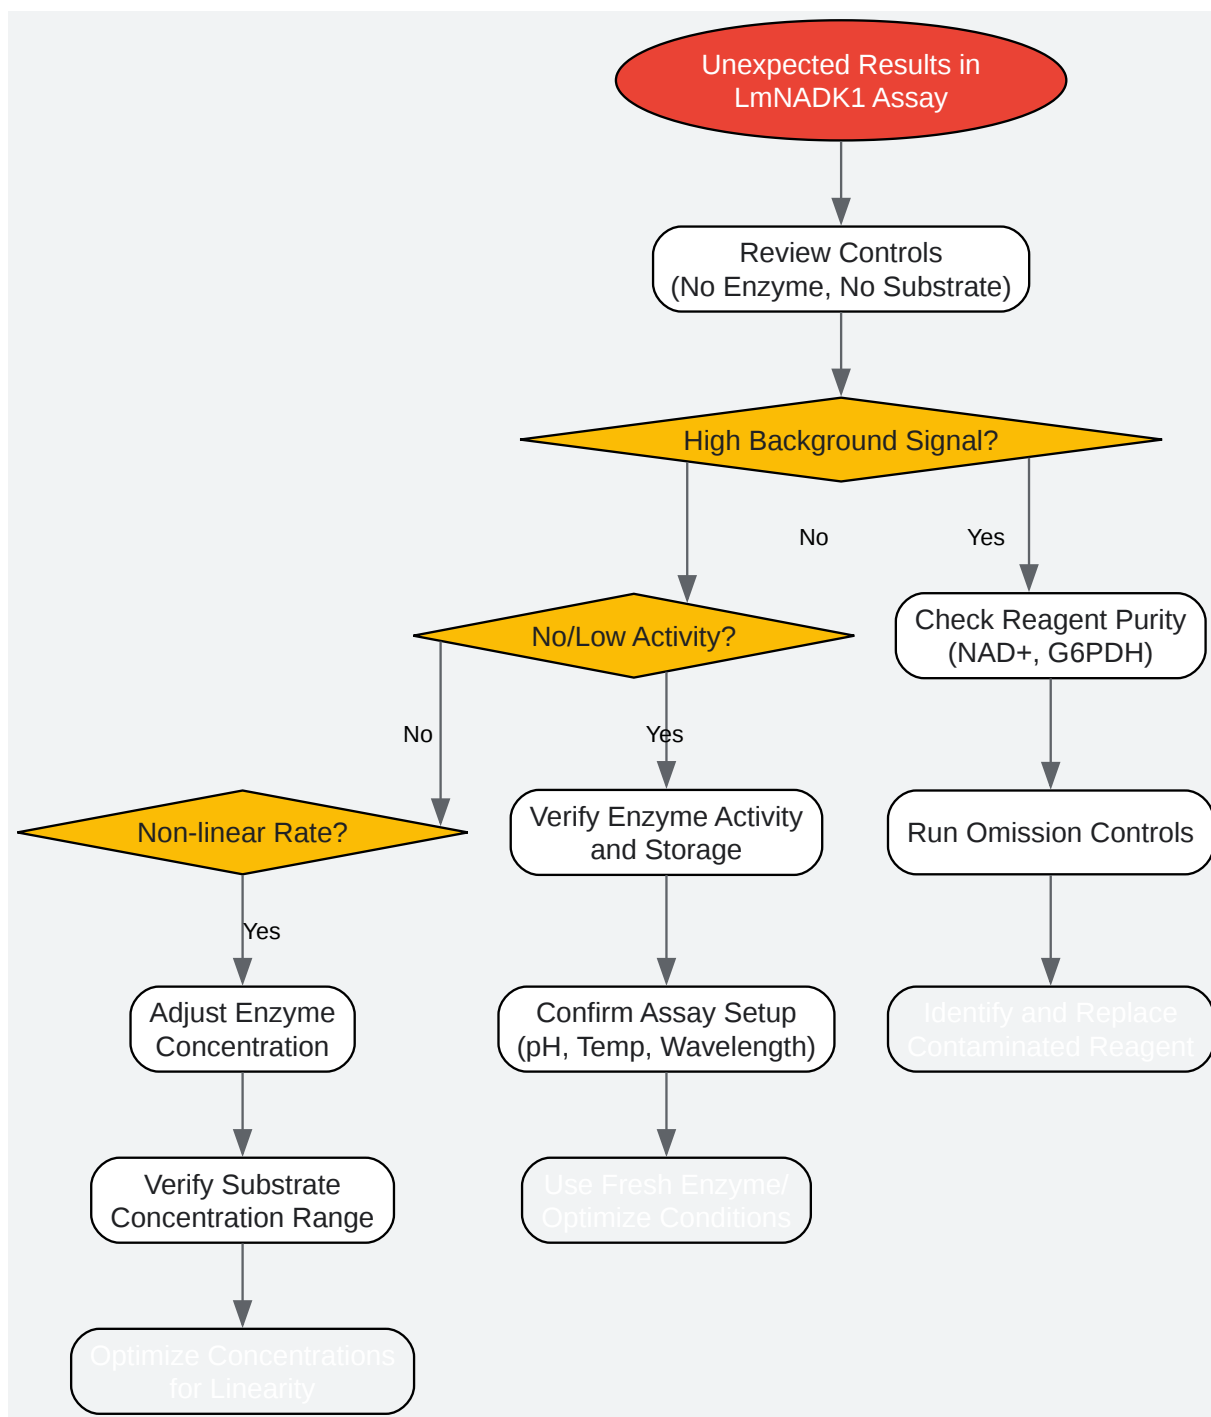 Unexpected Results in
LmNADK1 Assay
Review Controls
(No Enzyme, No Substrate)
High Background Signal?
No
Yes
No/Low Activity?
Check Reagent Purity
(NAD+, G6PDH)
No
Yes
Non-linear Rate?
Verify Enzyme Activity
and Storage
Run Omission Controls
Yes
Adjust Enzyme
Concentration
Confirm Assay Setup
(pH, Temp, Wavelength)
Identify and Replace
Contaminated Reagent
Verify Substrate
Concentration Range
Use Fresh Enzyme/
Optimize Conditions
Optimize Concentrations
for Linearity